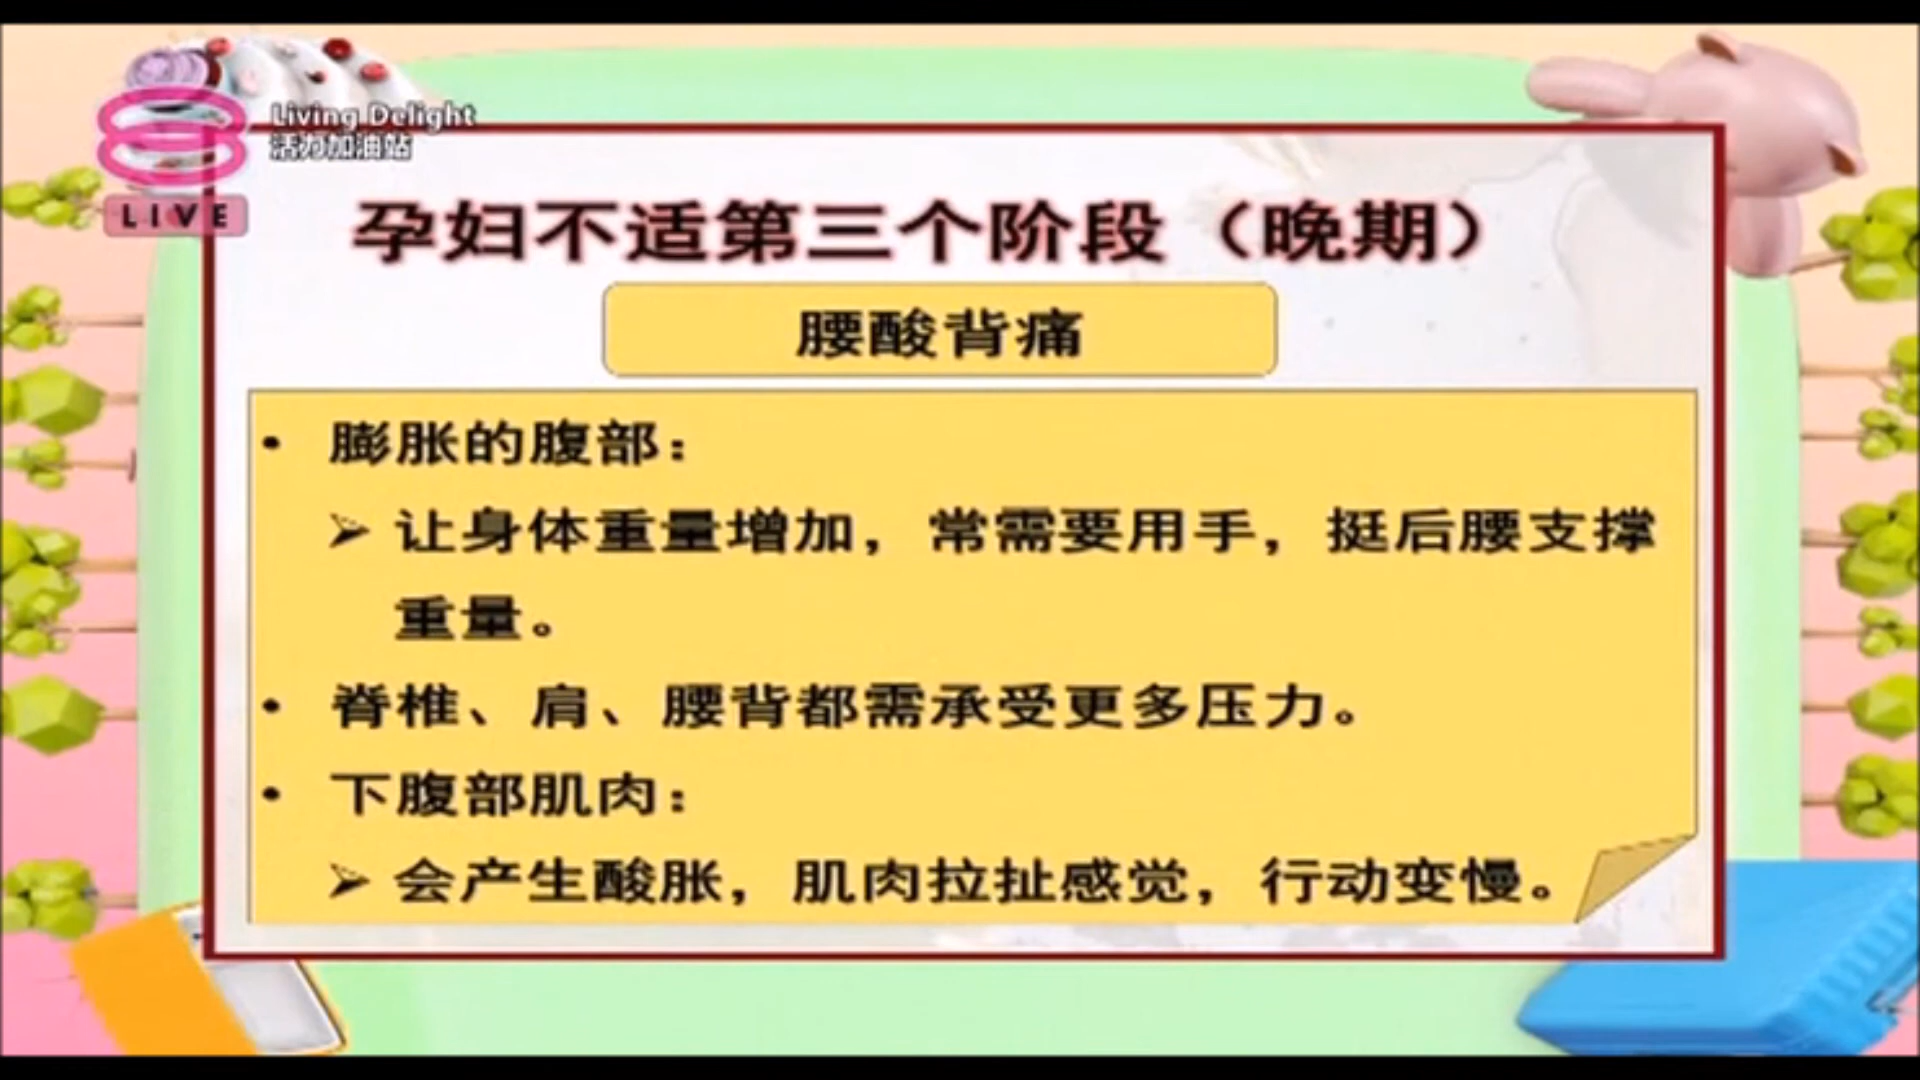 Living Delight
活力加油站
LIVE
孕妇不适第三个阶段（晚期）
腰酸背痛
• 膨胀的腹部：
➢ 让身体重量增加，常需要用手，挺后腰支撑
重量。
• 脊椎、肩、腰背都需承受更多压力。
• 下腹部肌肉：
➢ 会产生酸胀，肌肉拉扯感觉，行动变慢。